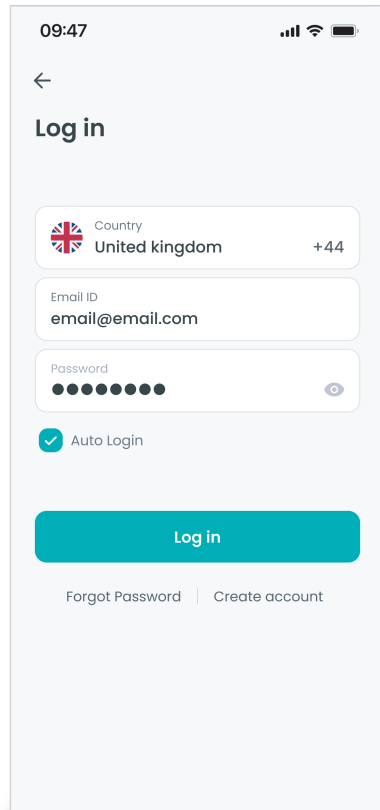 09:47
Log in
Country
United kingdom +44
Email ID
email@email.com
Password
●●●●●●●●
Auto Login
Log in
Forgot Password | Create account